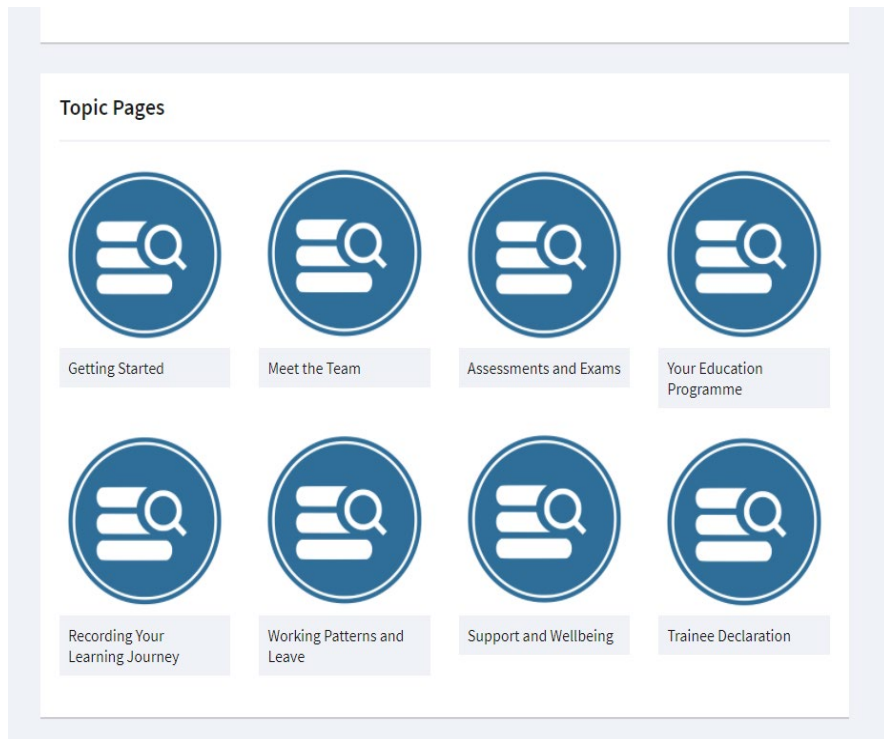 Topic Pages
Getting Started
Meet the Team
Assessments and Exams
Your Education
Programme
Recording Your
Learning Journey
Working Patterns and
Leave
Support and Wellbeing
Trainee Declaration